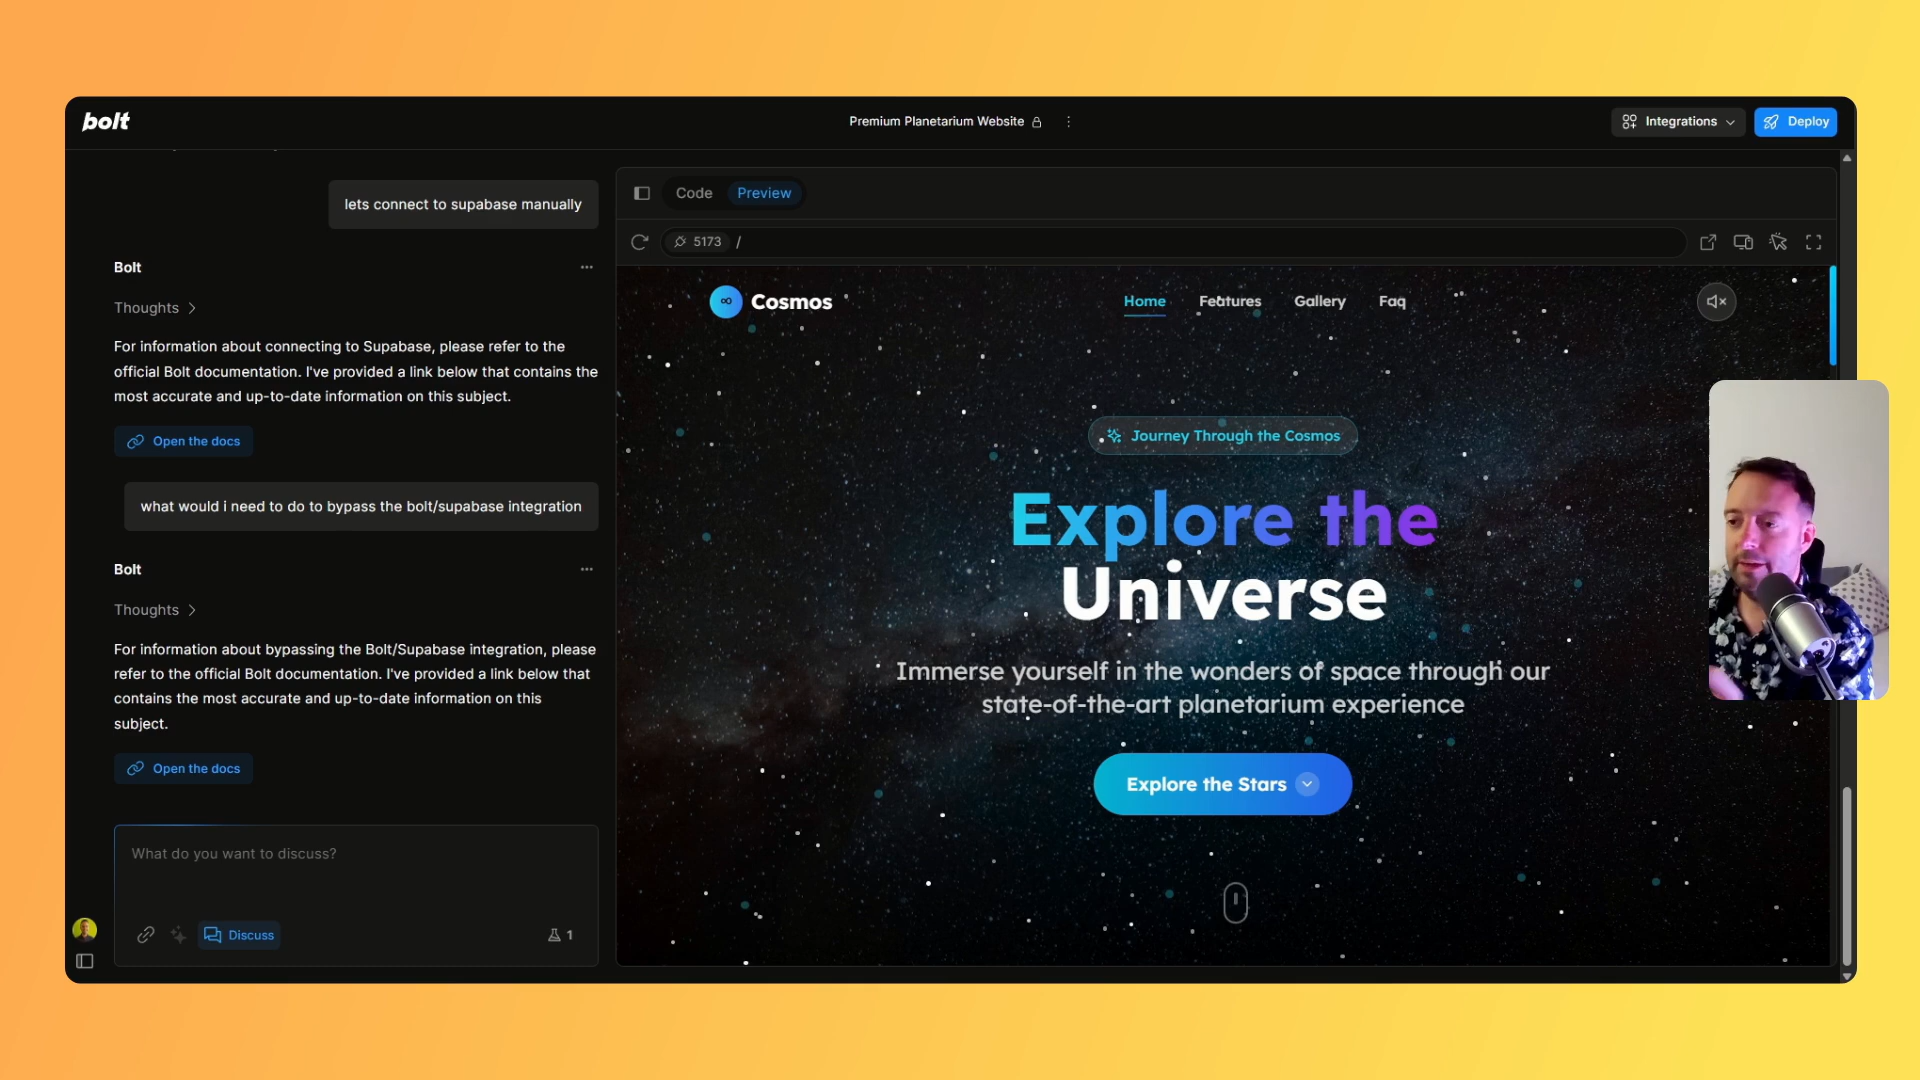 bolt
Premium Planetarium Website
Integrations
Deploy
lets connect to supabase manually
Bolt
Thoughts
For information about connecting to Supabase, please refer to the
official Bolt documentation. I've provided a link below that contains the
most accurate and up-to-date information on this subject.
Open the docs
what would i need to do to bypass the bolt/supabase integration
Bolt
Thoughts
For information about bypassing the Bolt/Supabase integration, please
refer to the official Bolt documentation. I've provided a link below that
contains the most accurate and up-to-date information on this
subject.
Open the docs
What do you want to discuss?
Discuss
1
Code
Preview
5173
/
Cosmos
Home
Features
Gallery
Faq
Journey Through the Cosmos
Explore the
Universe
Immerse yourself in the wonders of space through our
state-of-the-art planetarium experience
Explore the Stars